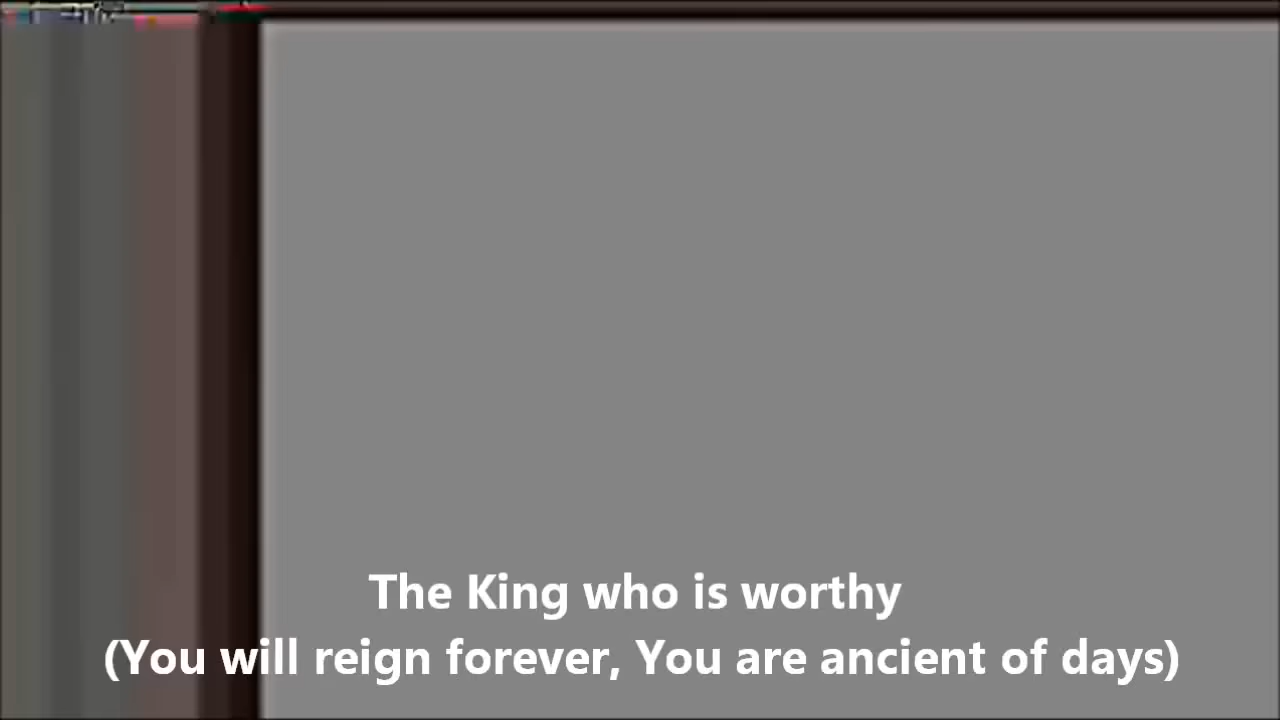 The King who is worthy
(You will reign forever, You are ancient of days)